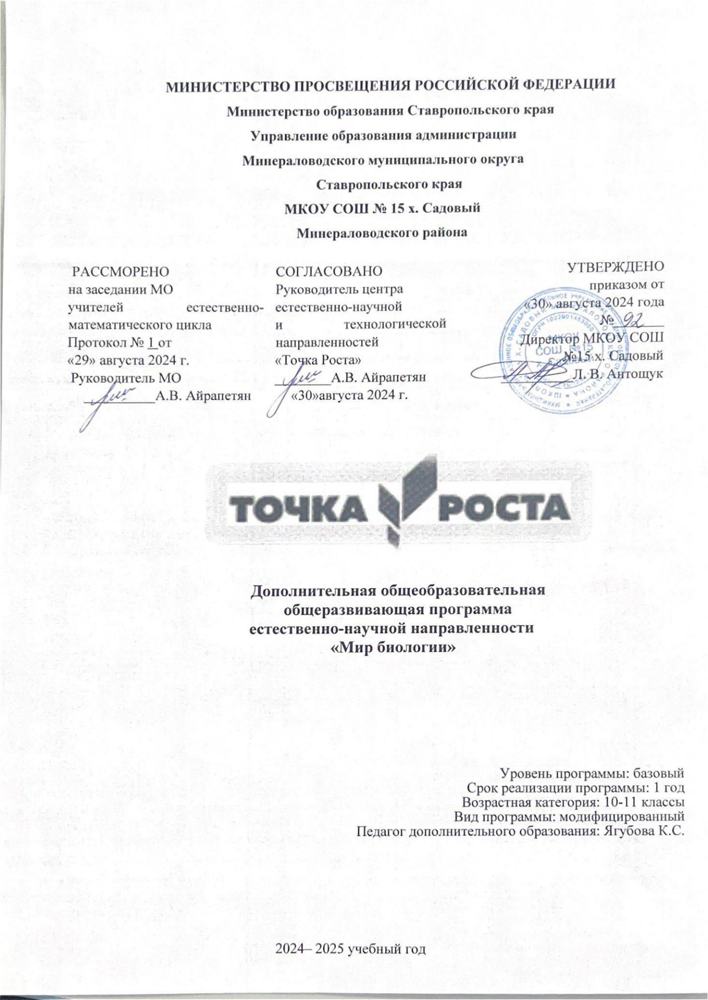 МИНИСТЕРСТВО ПРОСВЕЩЕНИЯ РОССИЙСКОЙ ФЕДЕРАЦИИ
Министерство образования Ставропольского края
Управление образования администрации
Минераловодского муниципального округа
Ставропольского края
МКОУ СОШ № 15 х. Садовый
Минераловодского района
РАССМОРЕНО
на заседании МО
учителей естественно-
математического цикла
Протокол № 1 от
«29» августа 2024 г.
Руководитель МО
А.В. Айрапетян
СОГЛАСОВАНО
Руководитель центра
естественно-научной
и технологической
направленностей
«Точка Роста»
А.В. Айрапетян
«30»августа 2024 г.
УТВЕРЖДЕНО
приказом от
«30» августа 2024 года
№ 92
Директор МКОУ СОШ
№15 х. Садовый
Л. В. Антощук
МКОУ
СОШ №15
х. Садовый
ТОЧКА РОСТА
Дополнительная общеобразовательная
общеразвивающая программа
естественно-научной направленности
«Мир биологии»
Уровень программы: базовый
Срок реализации программы: 1 год
Возрастная категория: 10-11 классы
Вид программы: модифицированный
Педагог дополнительного образования: Ягубова К.С.
2024– 2025 учебный год